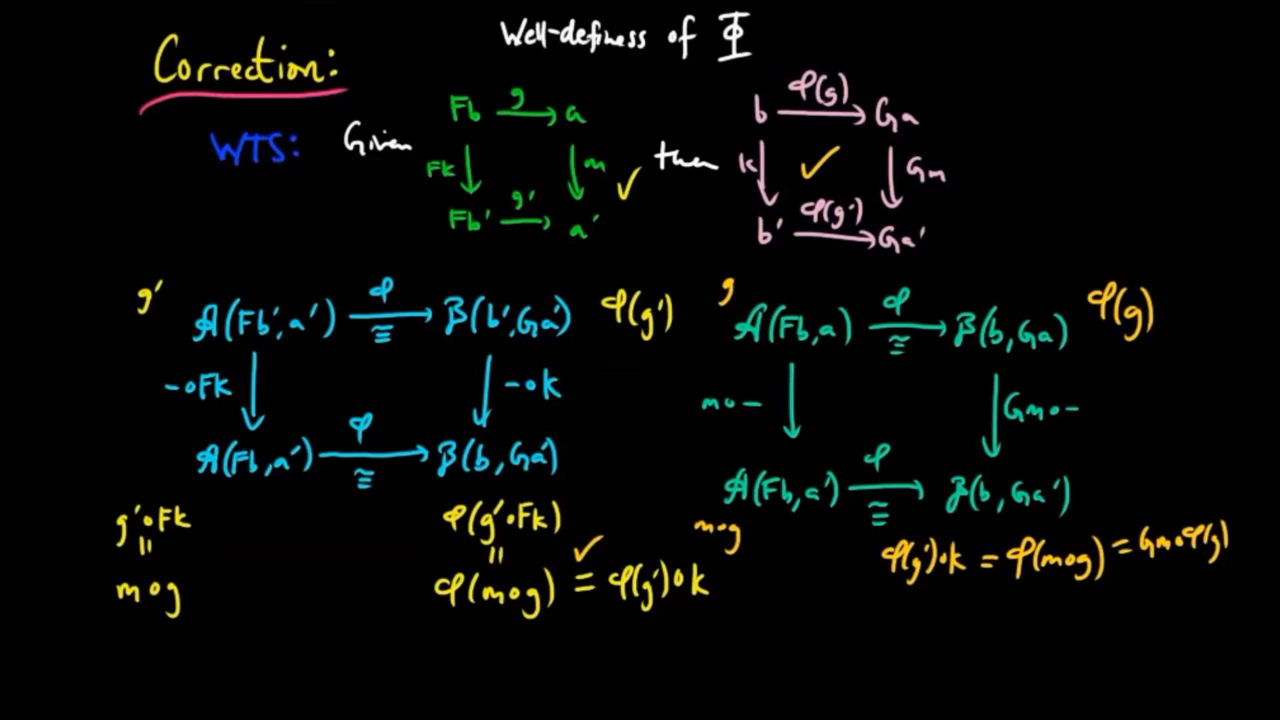 Well-definess of Φ
Correction:
WTS: Given
Fb g→ a
Fk ↓ ↓ m ✓
Fb' g'→ a'
then
b φ(g)→ Ga
k ↓ ✓ ↓ Gm
b' φ(g')→ Ga'
g' A(Fb',a') φ→ ≅ B(b',Ga') φ(g')
-∘Fk ↓ ↓ -∘k
A(Fb,a') φ→ ≅ B(b,Ga')
g'∘Fk φ(g'∘Fk)
॥ ॥ ✓
m∘g φ(m∘g) = φ(g')∘k
g A(Fb,a) φ→ ≅ B(b,Ga) φ(g)
m∘- ↓ ↓ Gm∘-
A(Fb,a') φ→ ≅ B(b,Ga')
m∘g φ(g')∘k = φ(m∘g) = Gm∘φ(g)